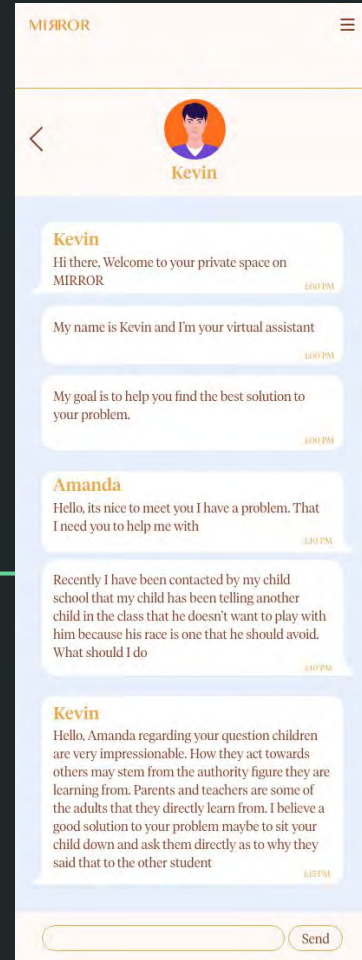 MIЯROR
Kevin
Kevin
Hi there, Welcome to your private space on
MIRROR
1:00 PM
My name is Kevin and I'm your virtual assistant
1:00 PM
My goal is to help you find the best solution to
your problem.
1:00 PM
Amanda
Hello, its nice to meet you I have a problem. That
I need you to help me with
1:10 PM
Recently I have been contacted by my child
school that my child has been telling another
child in the class that he doesn't want to play with
him because his race is one that he should avoid.
What should I do
1:10 PM
Kevin
Hello, Amanda regarding your question children
are very impressionable. How they act towards
others may stem from the authority figure they are
learning from. Parents and teachers are some of
the adults that they directly learn from. I believe a
good solution to your problem maybe to sit your
child down and ask them directly as to why they
said that to the other student
1:15 PM
Send